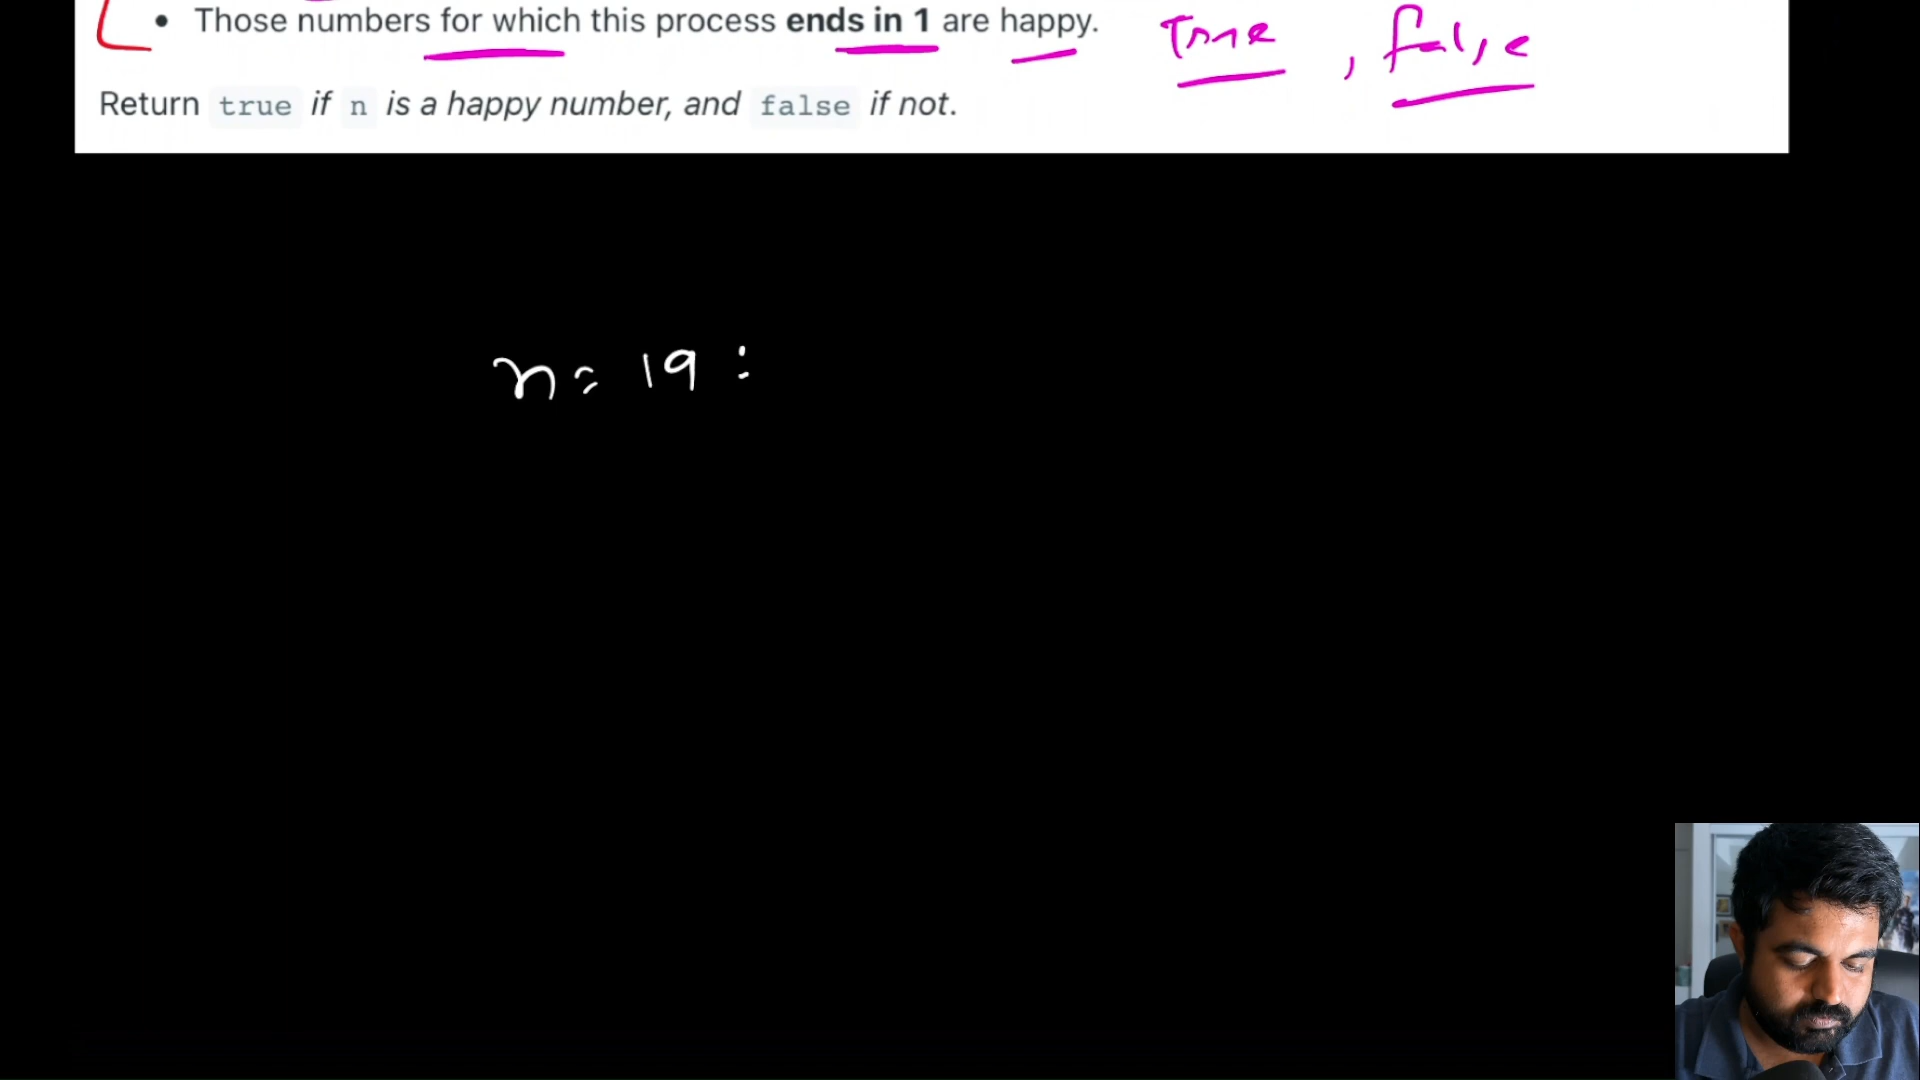 • Those numbers for which this process ends in 1 are happy. True , false
Return true if n is a happy number, and false if not.
n = 19 :